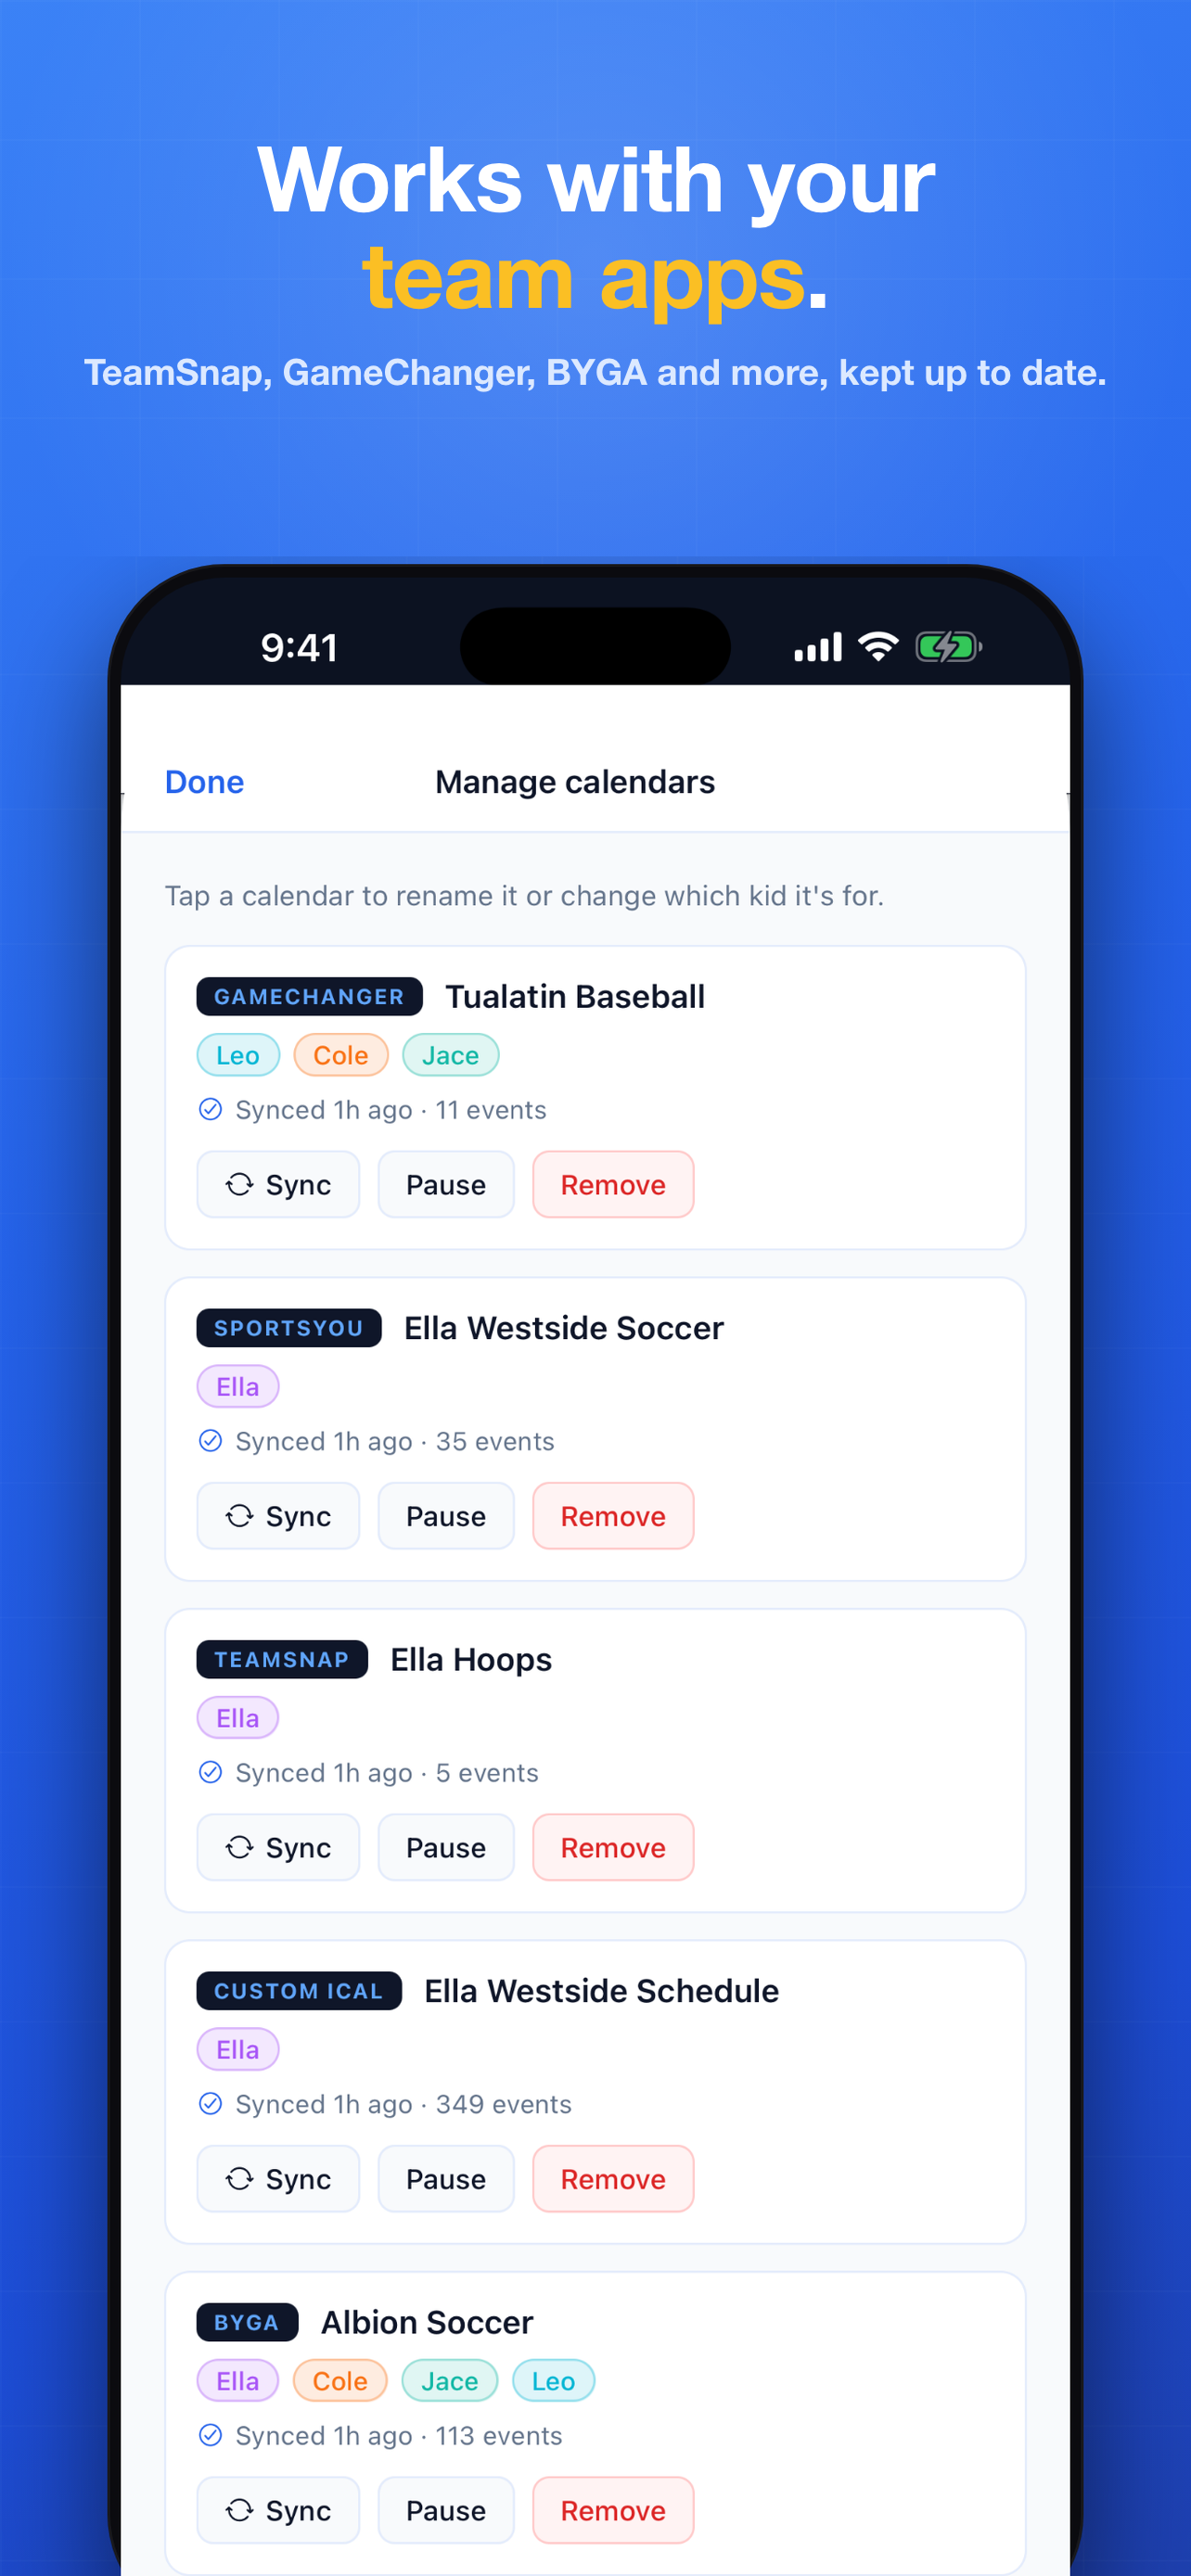 Works with your
team apps.
TeamSnap, GameChanger, BYGA and more, kept up to date.
9:41
Done Manage calendars
Tap a calendar to rename it or change which kid it's for.
GAMECHANGER Tualatin Baseball
Leo Cole Jace
Synced 1h ago · 11 events
Sync Pause Remove
SPORTSYOU Ella Westside Soccer
Ella
Synced 1h ago · 35 events
Sync Pause Remove
TEAMSNAP Ella Hoops
Ella
Synced 1h ago · 5 events
Sync Pause Remove
CUSTOM ICAL Ella Westside Schedule
Ella
Synced 1h ago · 349 events
Sync Pause Remove
BYGA Albion Soccer
Ella Cole Jace Leo
Synced 1h ago · 113 events
Sync Pause Remove